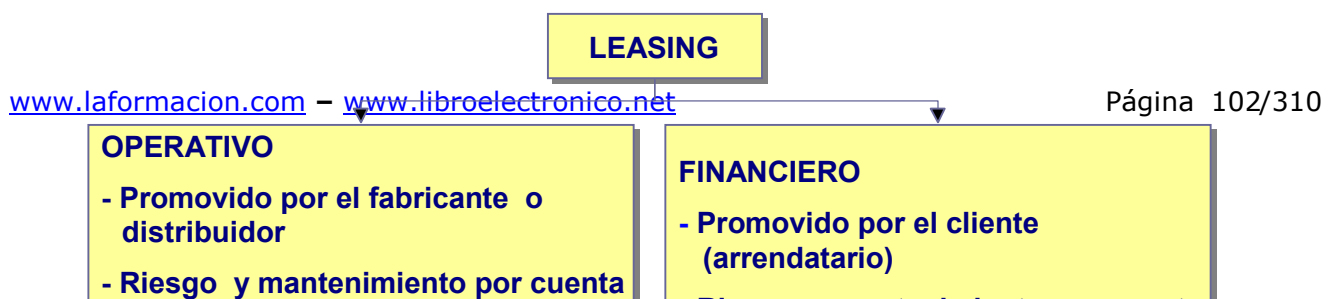 LEASING
www.laformacion.com – www.libroelectronico.net Página 102/310
OPERATIVO
- Promovido por el fabricante o
distribuidor
- Riesgo y mantenimiento por cuenta
FINANCIERO
- Promovido por el cliente
(arrendatario)